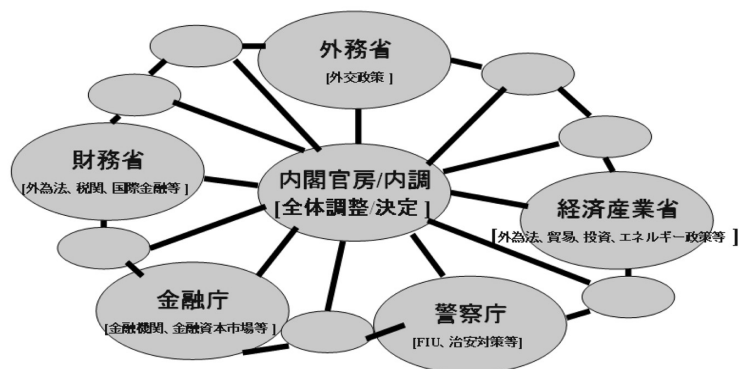 外務省
[外交政策 ]
財務省
[外為法、税関、国際金融等 ]
内閣官房/内調
[全体調整/決定 ]
経済産業省
[外為法、貿易、投資、エネルギー政策等 ]
金融庁
[金融機関、金融資本市場等 ]
警察庁
[FIU、治安対策等]